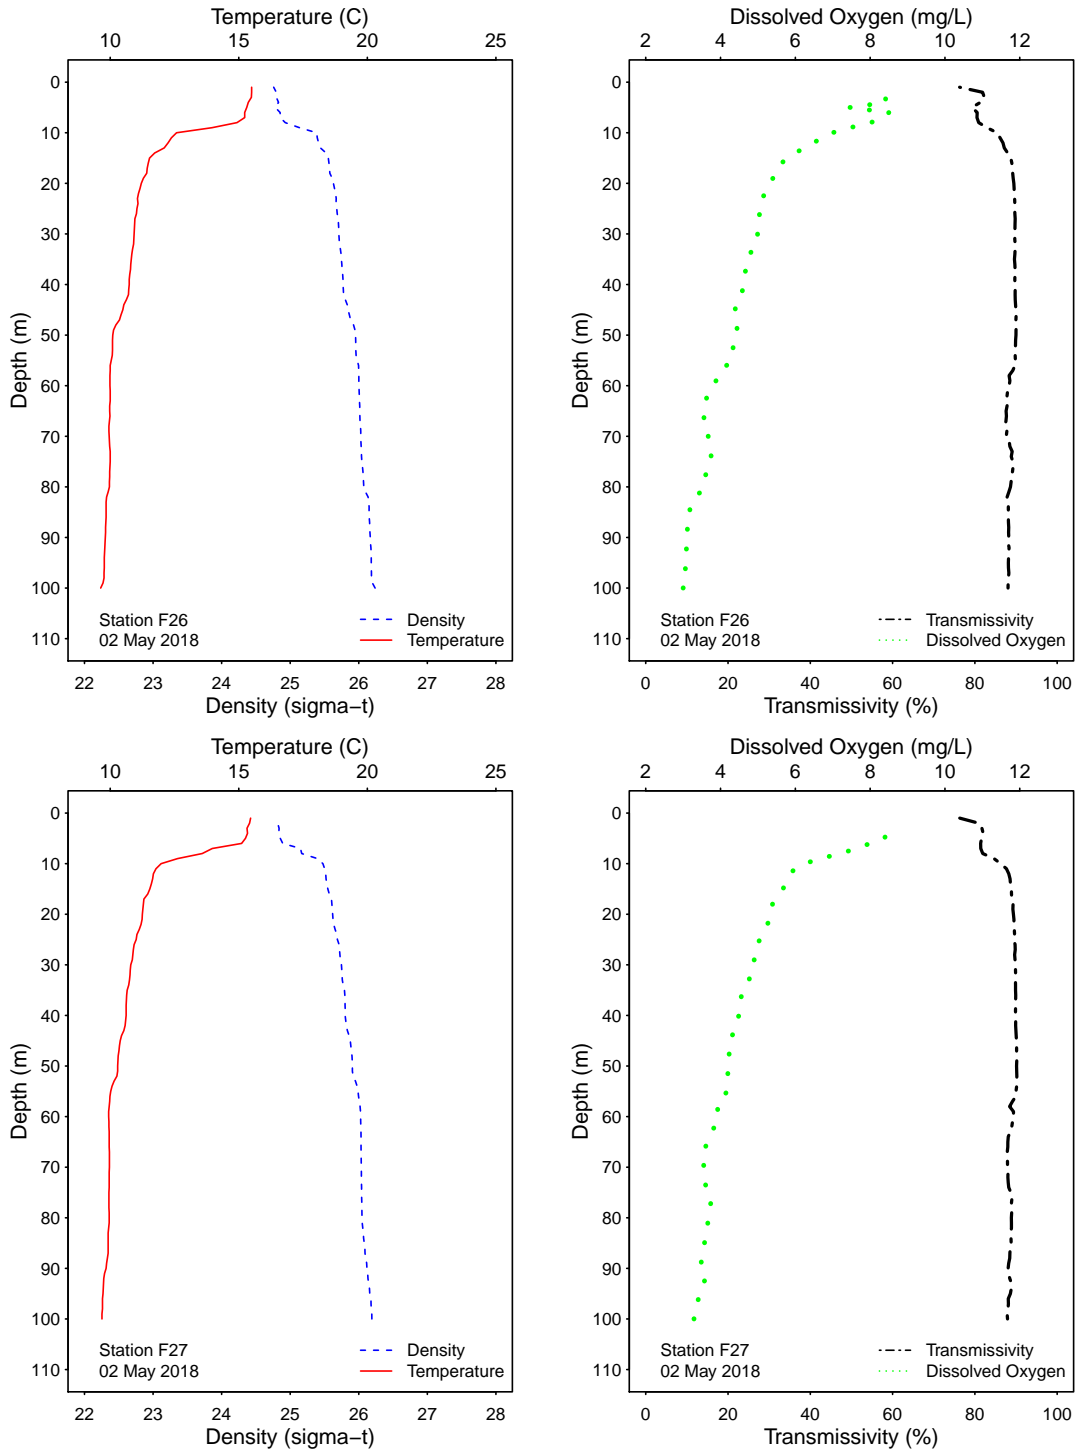 Temperature (C)
10 15 20 25
0
10
20
30
40
50
60
70
80
90
100
110
Depth (m)
Station F26
02 May 2018
Density
Temperature
22 23 24 25 26 27 28
Density (sigma−t)
Dissolved Oxygen (mg/L)
2 4 6 8 10 12
0
10
20
30
40
50
60
70
80
90
100
110
Depth (m)
Station F26
02 May 2018
Transmissivity
Dissolved Oxygen
0 20 40 60 80 100
Transmissivity (%)
Temperature (C)
10 15 20 25
0
10
20
30
40
50
60
70
80
90
100
110
Depth (m)
Station F27
02 May 2018
Density
Temperature
22 23 24 25 26 27 28
Density (sigma−t)
Dissolved Oxygen (mg/L)
2 4 6 8 10 12
0
10
20
30
40
50
60
70
80
90
100
110
Depth (m)
Station F27
02 May 2018
Transmissivity
Dissolved Oxygen
0 20 40 60 80 100
Transmissivity (%)